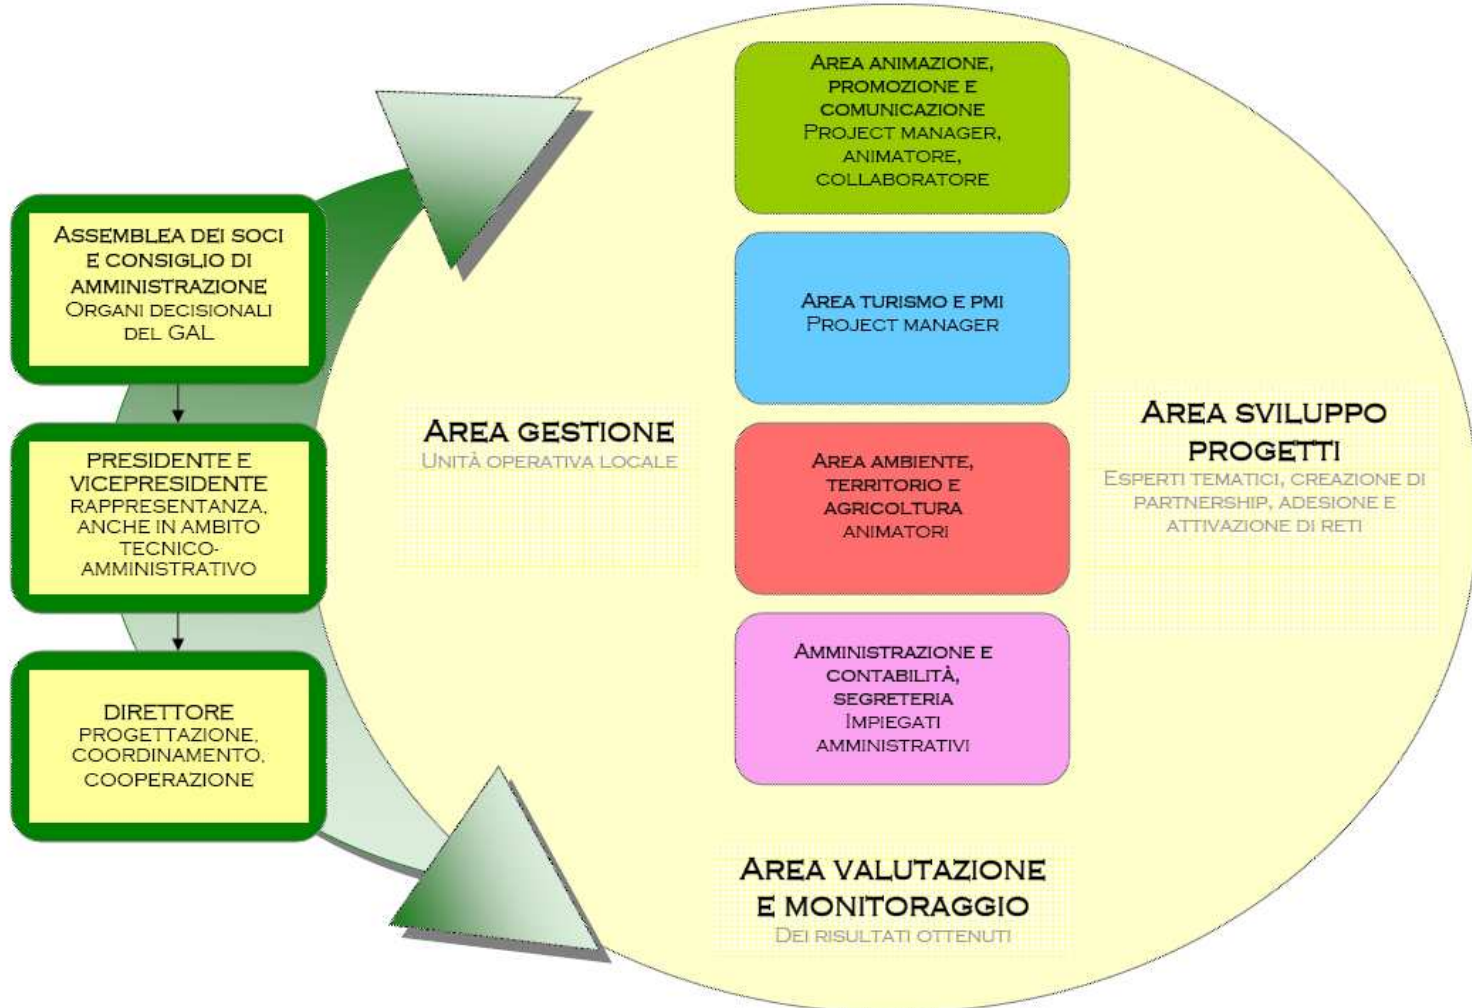 Assemblea dei soci
e consiglio di
amministrazione
Organi decisionali
del GAL
PRESIDENTE E
VICEPRESIDENTE
RAPPRESENTANZA,
ANCHE IN AMBITO
TECNICO-
AMMINISTRATIVO
DIRETTORE
PROGETTAZIONE,
COORDINAMENTO,
COOPERAZIONE
Area gestione
Unità operativa locale
Area animazione,
promozione e
comunicazione
Project manager,
animatore,
collaboratore
Area turismo e pmi
Project manager
Area ambiente,
territorio e
agricoltura
animatori
Amministrazione e
contabilità,
segreteria
Impiegati
amministrativi
Area sviluppo
progetti
Esperti tematici, creazione di
partnership, adesione e
attivazione di reti
Area valutazione
e monitoraggio
Dei risultati ottenuti